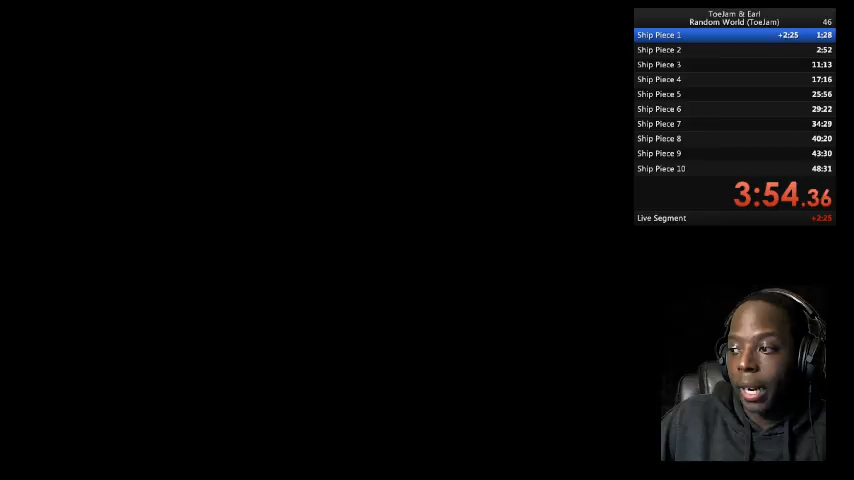 ToeJam & Earl
Random World (ToeJam) 46
Ship Piece 1 +2:25 1:28
Ship Piece 2 2:52
Ship Piece 3 11:13
Ship Piece 4 17:16
Ship Piece 5 25:56
Ship Piece 6 29:22
Ship Piece 7 34:29
Ship Piece 8 40:20
Ship Piece 9 43:30
Ship Piece 10 48:31
3:54.36
Live Segment +2:25